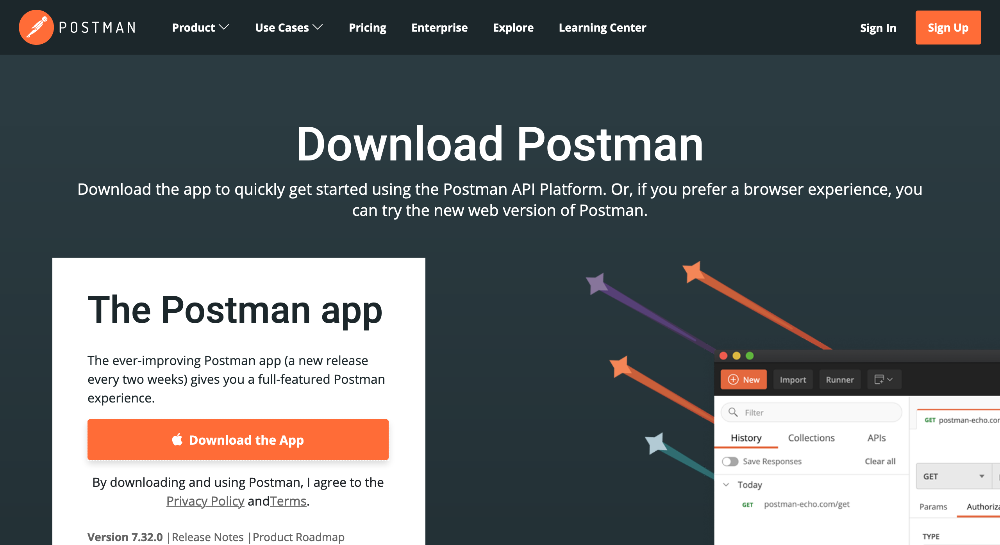 POSTMAN
Product
Use Cases
Pricing
Enterprise
Explore
Learning Center
Sign In
Sign Up
Download Postman
Download the app to quickly get started using the Postman API Platform. Or, if you prefer a browser experience, you
can try the new web version of Postman.
The Postman app
The ever-improving Postman app (a new release
every two weeks) gives you a full-featured Postman
experience.
Download the App
By downloading and using Postman, I agree to the
Privacy Policy andTerms.
Version 7.32.0 |Release Notes |Product Roadmap
New
Import
Runner
Filter
History
Collections
APIs
Save Responses
Clear all
Today
GET postman-echo.com/get
GET postman-echo.com
GET
Params
TYPE